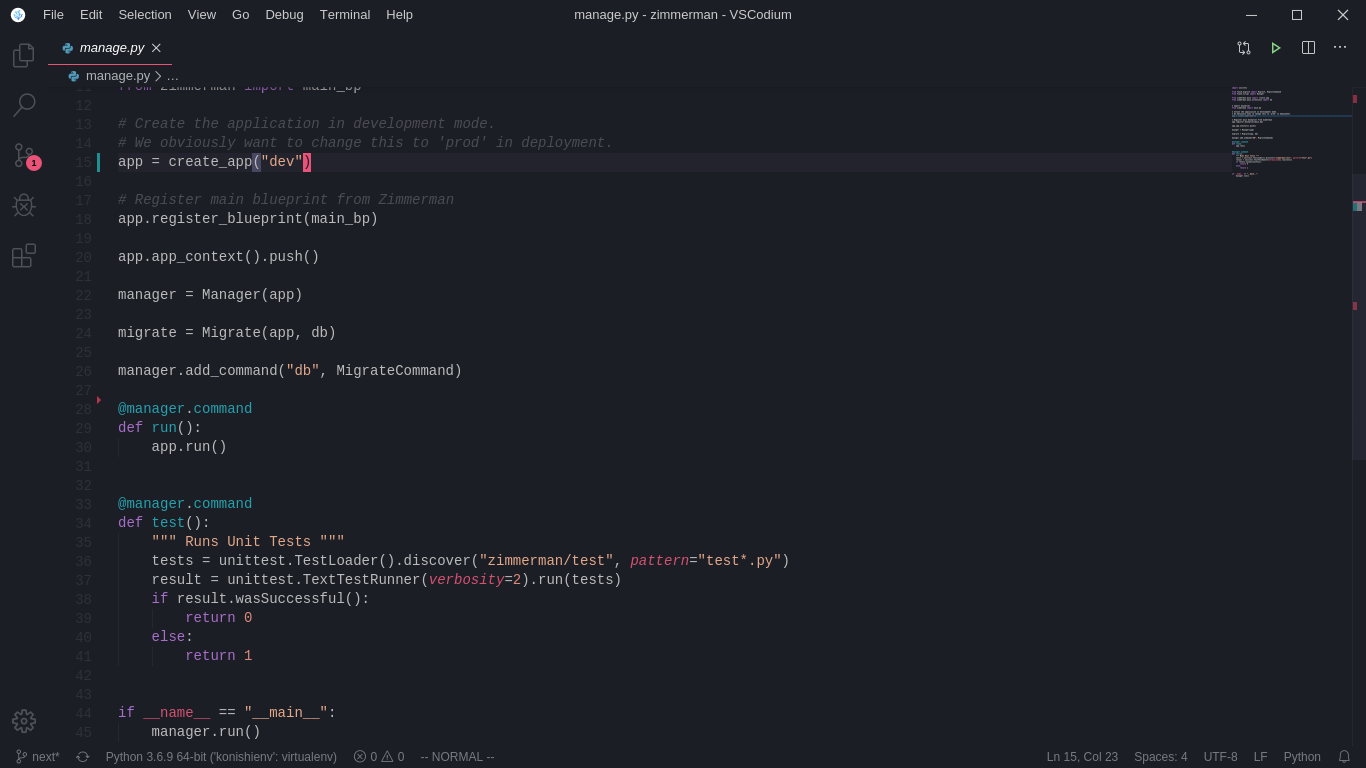 File Edit Selection View Go Debug Terminal Help manage.py - zimmerman - VSCodium
manage.py
manage.py > …
11 from zimmerman import main_bp
12
13 # Create the application in development mode.
14 # We obviously want to change this to 'prod' in deployment.
15 app = create_app("dev")
16
17 # Register main blueprint from Zimmerman
18 app.register_blueprint(main_bp)
19
20 app.app_context().push()
21
22 manager = Manager(app)
23
24 migrate = Migrate(app, db)
25
26 manager.add_command("db", MigrateCommand)
27
28 @manager.command
29 def run():
30     app.run()
31
32
33 @manager.command
34 def test():
35     """ Runs Unit Tests """
36     tests = unittest.TestLoader().discover("zimmerman/test", pattern="test*.py")
37     result = unittest.TextTestRunner(verbosity=2).run(tests)
38     if result.wasSuccessful():
39         return 0
40     else:
41         return 1
42
43
44 if __name__ == "__main__":
45     manager.run()
1
next* Python 3.6.9 64-bit ('konishienv': virtualenv) 0 0 -- NORMAL -- Ln 15, Col 23 Spaces: 4 UTF-8 LF Python